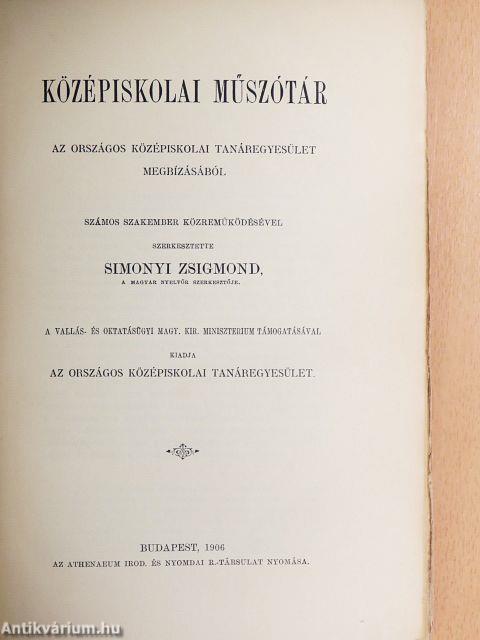 KÖZÉPISKOLAI MŰSZÓTÁR
AZ ORSZÁGOS KÖZÉPISKOLAI TANÁREGYESÜLET
MEGBÍZÁSÁBÓL
SZÁMOS SZAKEMBER KÖZREMŰKÖDÉSÉVEL
SZERKESZTETTE
SIMONYI ZSIGMOND,
A MAGYAR NYELVŐR SZERKESZTŐJE.
A VALLÁS- ÉS OKTATÁSÜGYI MAGY. KIR. MINISZTERIUM TÁMOGATÁSÁVAL
KIADJA
AZ ORSZÁGOS KÖZÉPISKOLAI TANÁREGYESÜLET.
BUDAPEST, 1906
AZ ATHENAEUM IROD. ÉS NYOMDAI R.-TÁRSULAT NYOMÁSA.
Antikvárium.hu